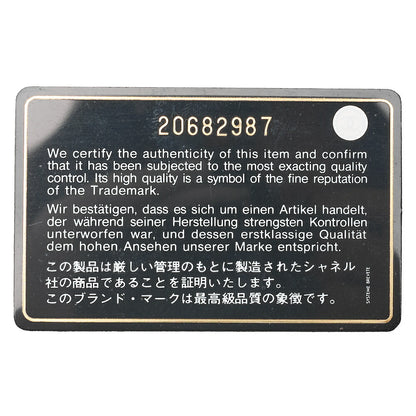 20682987
We certify the authenticity of this item and confirm
that it has been subjected to the most exacting quality
control. Its high quality is a symbol of the fine reputation
of the Trademark.
Wir bestätigen, dass es sich um einen Artikel handelt,
der während seiner Herstellung strengsten Kontrollen
unterworfen war, und dessen erstklassige Qualität
dem hohen Ansehen unserer Marke entspricht.
この製品は厳しい管理のもとに製造されたシャネル
社の商品であることを証明いたします。
このブランド・マークは最高級品質の象徴です。
SYSTEME BREVETE